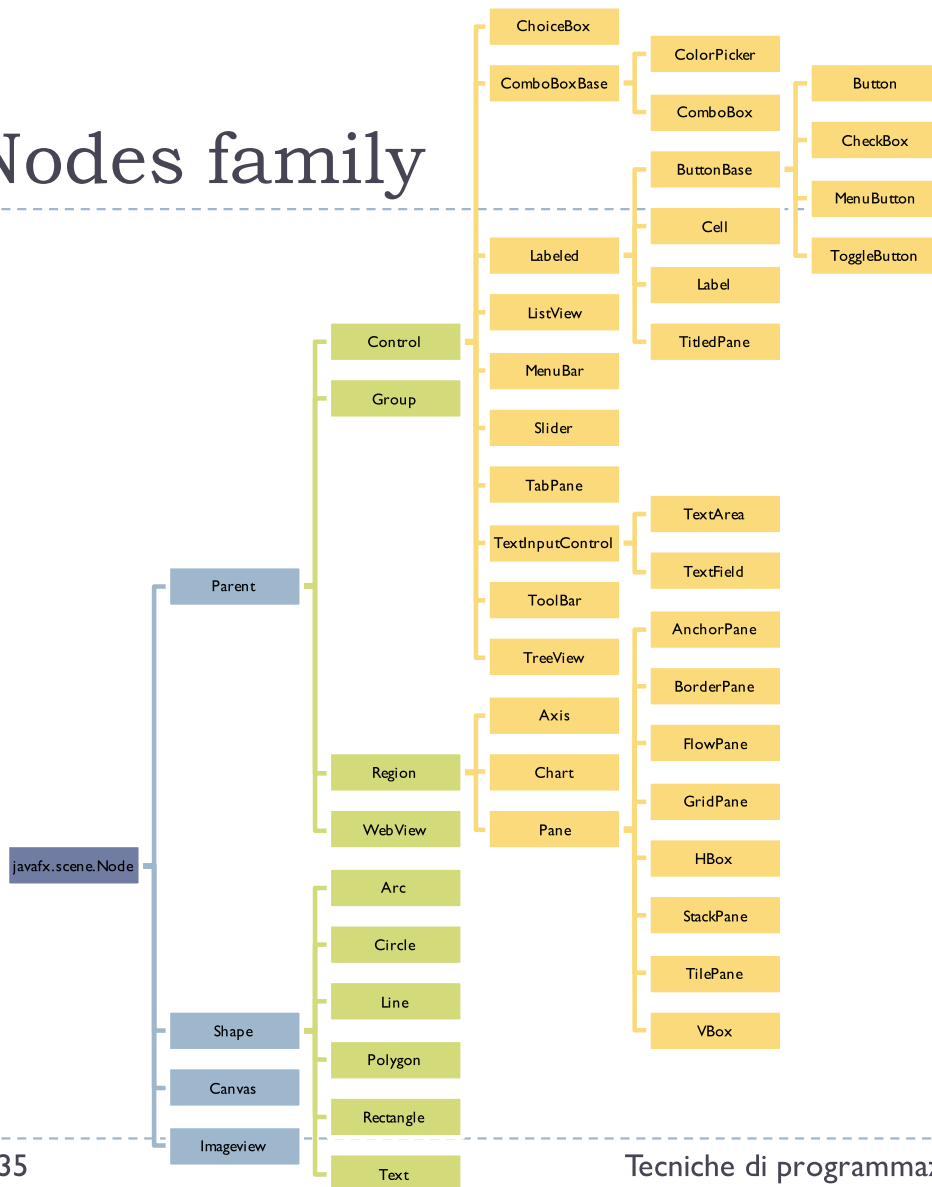 Nodes family
ChoiceBox
ComboBoxBase
ColorPicker
ComboBox
Button
CheckBox
MenuButton
ToggleButton
ButtonBase
Cell
Label
TitledPane
Labeled
ListView
MenuBar
Slider
TabPane
TextInputControl
TextArea
TextField
ToolBar
TreeView
Control
Group
Parent
Region
WebView
Axis
Chart
Pane
AnchorPane
BorderPane
FlowPane
GridPane
HBox
StackPane
TilePane
VBox
javafx.scene.Node
Arc
Circle
Line
Polygon
Rectangle
Text
Shape
Canvas
Imageview
35
Tecniche di programmaz